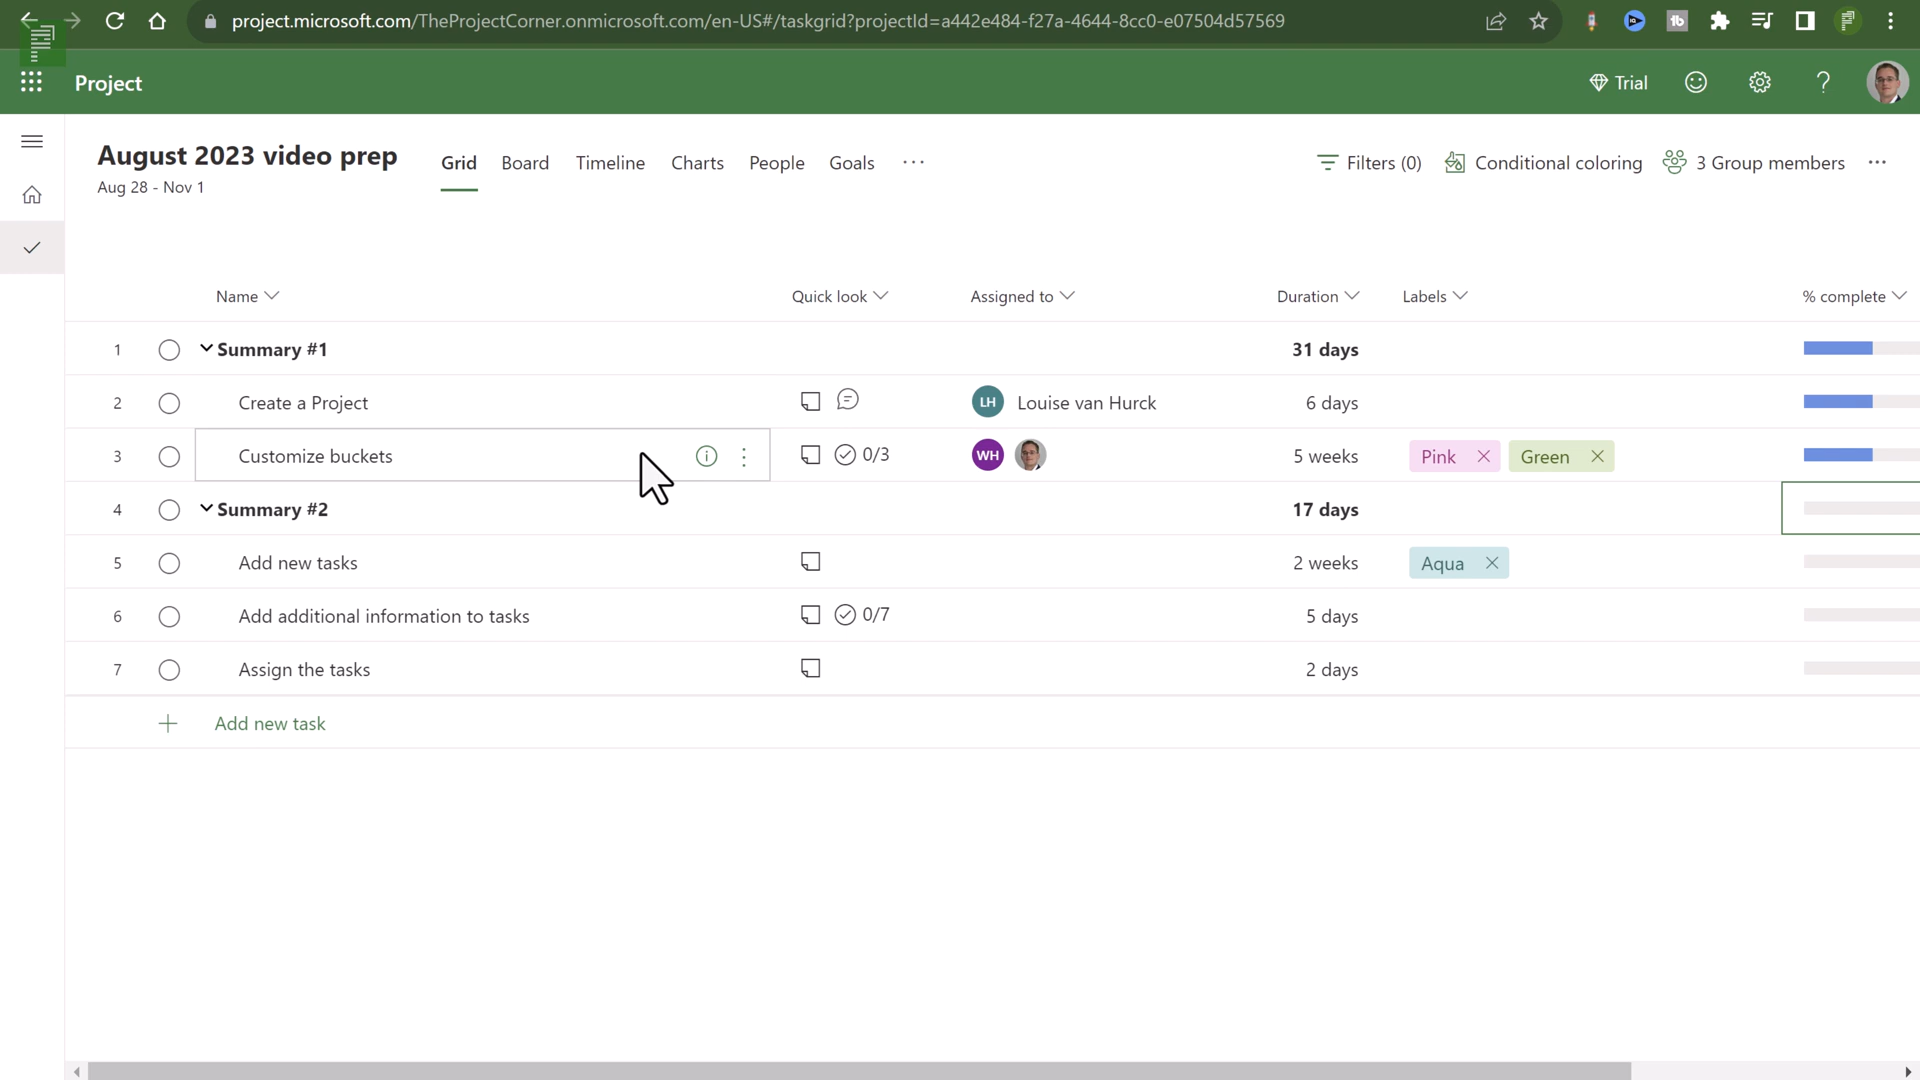 project.microsoft.com/TheProjectCorner.onmicrosoft.com/en-US#/taskgrid?projectId=a442e484-f27a-4644-8cc0-e07504d57569
Project
Trial
August 2023 video prep
Aug 28 - Nov 1
Grid
Board
Timeline
Charts
People
Goals
Filters (0)
Conditional coloring
3 Group members
Name
Quick look
Assigned to
Duration
Labels
% complete
1 Summary #1 31 days
2 Create a Project LH Louise van Hurck 6 days
3 Customize buckets 0/3 WH 5 weeks Pink Green
4 Summary #2 17 days
5 Add new tasks 2 weeks Aqua
6 Add additional information to tasks 0/7 5 days
7 Assign the tasks 2 days
Add new task